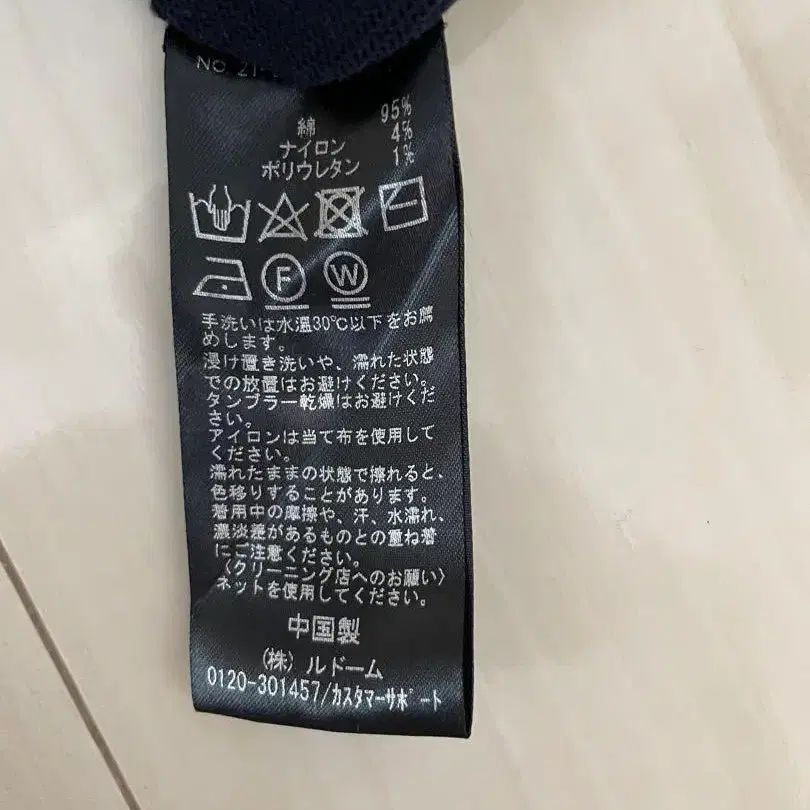 No. 21
綿 95%
ナイロン 4%
ポリウレタン 1%
F W
手洗いは水温30℃以下をお薦
めします。
浸け置き洗いや、濡れた状態
での放置はお避けください。
タンブラー乾燥はお避けくだ
さい。
アイロンは当て布を使用して
ください。
濡れたままの状態で擦れると、
色移りすることがあります。
着用中の摩擦や、汗、水濡れ、
濃淡差があるものとの重ね着
にご注意ください。
〈クリーニング店へのお願い〉
ネットを使用してください。
中国製
(株) ルドーム
0120-301457/カスタマーサポート